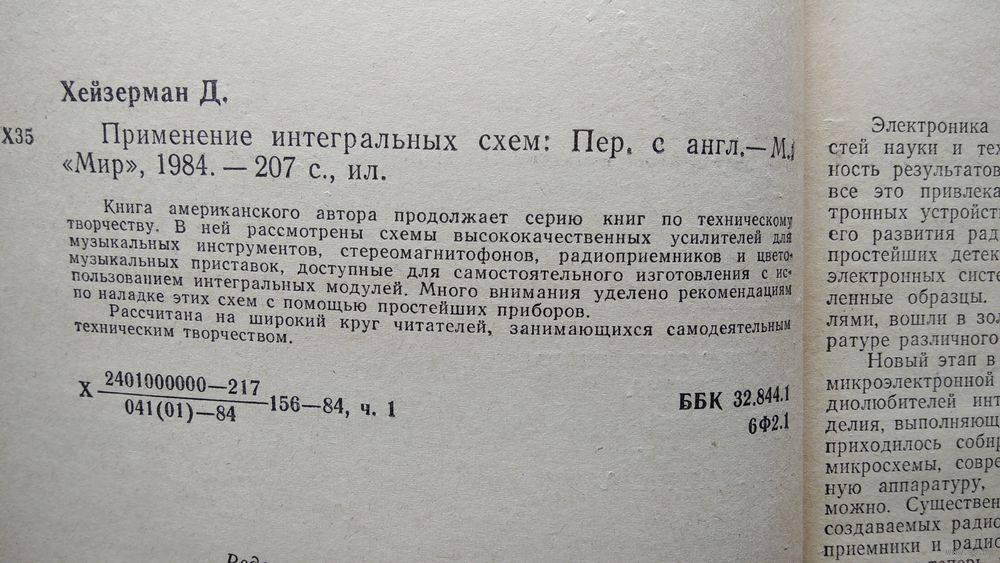 Хейзерман Д.
Х35
Применение интегральных схем: Пер. с англ.—М.:
«Мир», 1984. — 207 с., ил.
Книга американского автора продолжает серию книг по техническому
творчеству. В ней рассмотрены схемы высококачественных усилителей для
музыкальных инструментов, стереомагнитофонов, радиоприемников и цвето-
музыкальных приставок, доступные для самостоятельного изготовления с ис-
пользованием интегральных модулей. Много внимания уделено рекомендациям
по наладке этих схем с помощью простейших приборов.
Рассчитана на широкий круг читателей, занимающихся самодеятельным
техническим творчеством.
Х 2401000000—217
041(01)—84
156—84, ч. 1
ББК 32.844.1
6Ф2.1
Электроника
стей науки и тех
ность результатов
все это привлека
тронных устройст
его развития рад
простейших детек
электронных систе
ленные образцы.
лями, вошли в зол
ратуре различного
Новый этап в
микроэлектронной
диолюбителей инт
делия, выполняющ
приходилось собир
микросхемы, совре
ную аппаратуру,
можно. Существен
создаваемых радио
приемники и радио
теперь